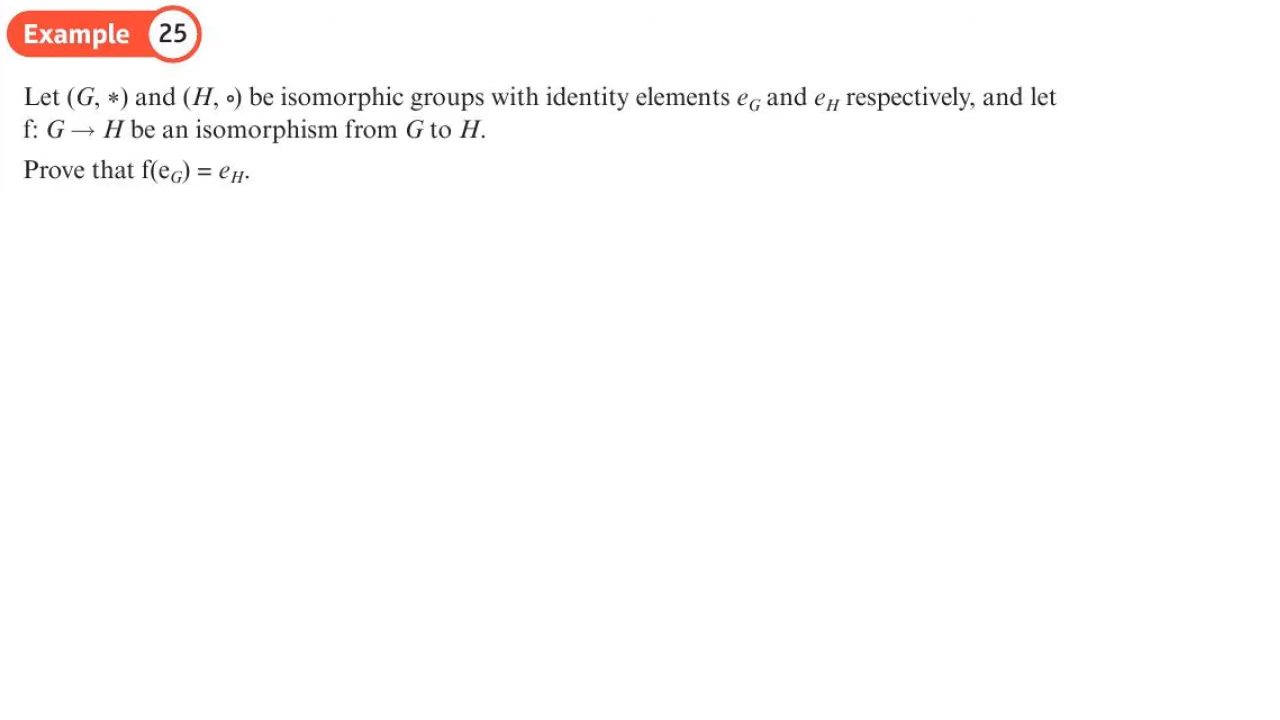 Example 25
Let (G, *) and (H, ∘) be isomorphic groups with identity elements e_G and e_H respectively, and let
f: G → H be an isomorphism from G to H.
Prove that f(e_G) = e_H.